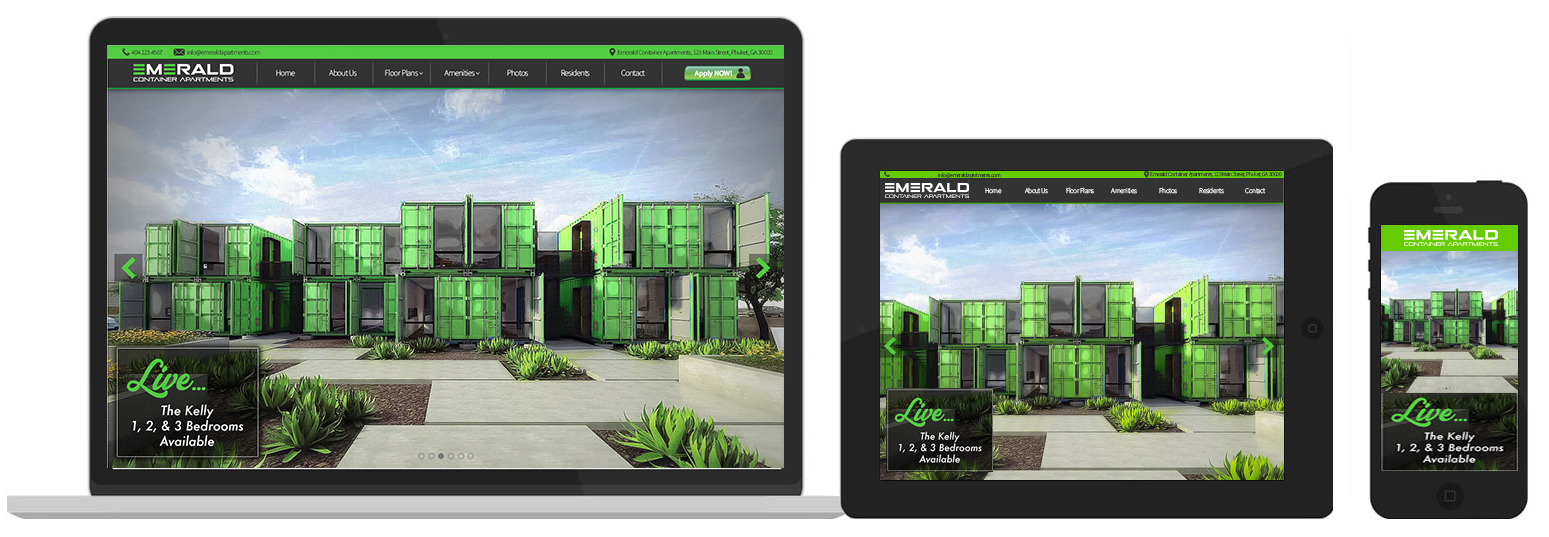 404.123.4567 info@emeraldapartments.com Emerald Container Apartments, 123 Main Street, Phuket, GA 30000
EMERALD
CONTAINER APARTMENTS
Home About Us Floor Plans Amenities Photos Residents Contact Apply NOW!
Live...
The Kelly
1, 2, & 3 Bedrooms
Available
info@emeraldapartments.com Emerald Container Apartments, 123 Main Street, Phuket, GA 30000
EMERALD
CONTAINER APARTMENTS
Home About Us Floor Plans Amenities Photos Residents Contact
Live...
The Kelly
1, 2, & 3 Bedrooms
Available
EMERALD
CONTAINER APARTMENTS
Live...
The Kelly
1, 2, & 3 Bedrooms
Available